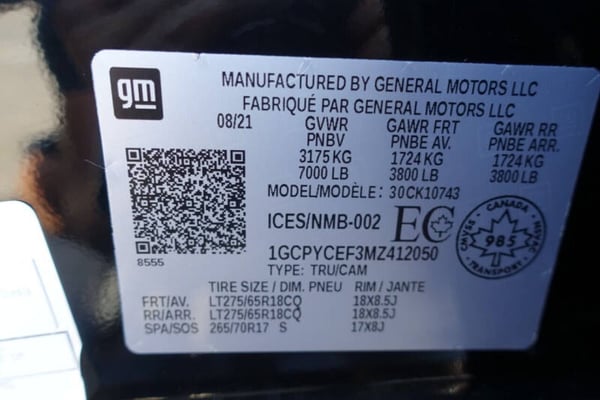 gm
MANUFACTURED BY GENERAL MOTORS LLC
FABRIQUÉ PAR GENERAL MOTORS LLC
08/21 GVWR GAWR FRT GAWR RR
PNBV PNBE AV. PNBE ARR.
3175 KG 1724 KG 1724 KG
7000 LB 3800 LB 3800 LB
MODEL/MODÈLE: 30CK10743
ICES/NMB-002 EC
CANADA
985
TRANSPORT
8555
1GCPYCEF3MZ412050
TYPE: TRU/CAM
TIRE SIZE / DIM. PNEU RIM / JANTE
FRT/AV. LT275/65R18CQ 18X8.5J
RR/ARR. LT275/65R18CQ 18X8.5J
SPA/SOS 265/70R17 S 17X8J